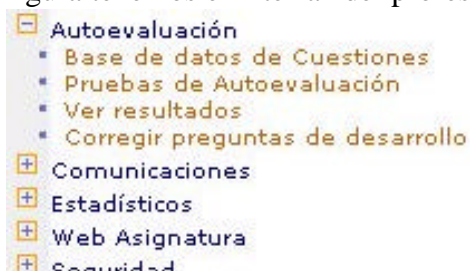 Autoevaluación
Base de datos de Cuestiones
Pruebas de Autoevaluación
Ver resultados
Corregir preguntas de desarrollo
Comunicaciones
Estadísticos
Web Asignatura
Seguridad